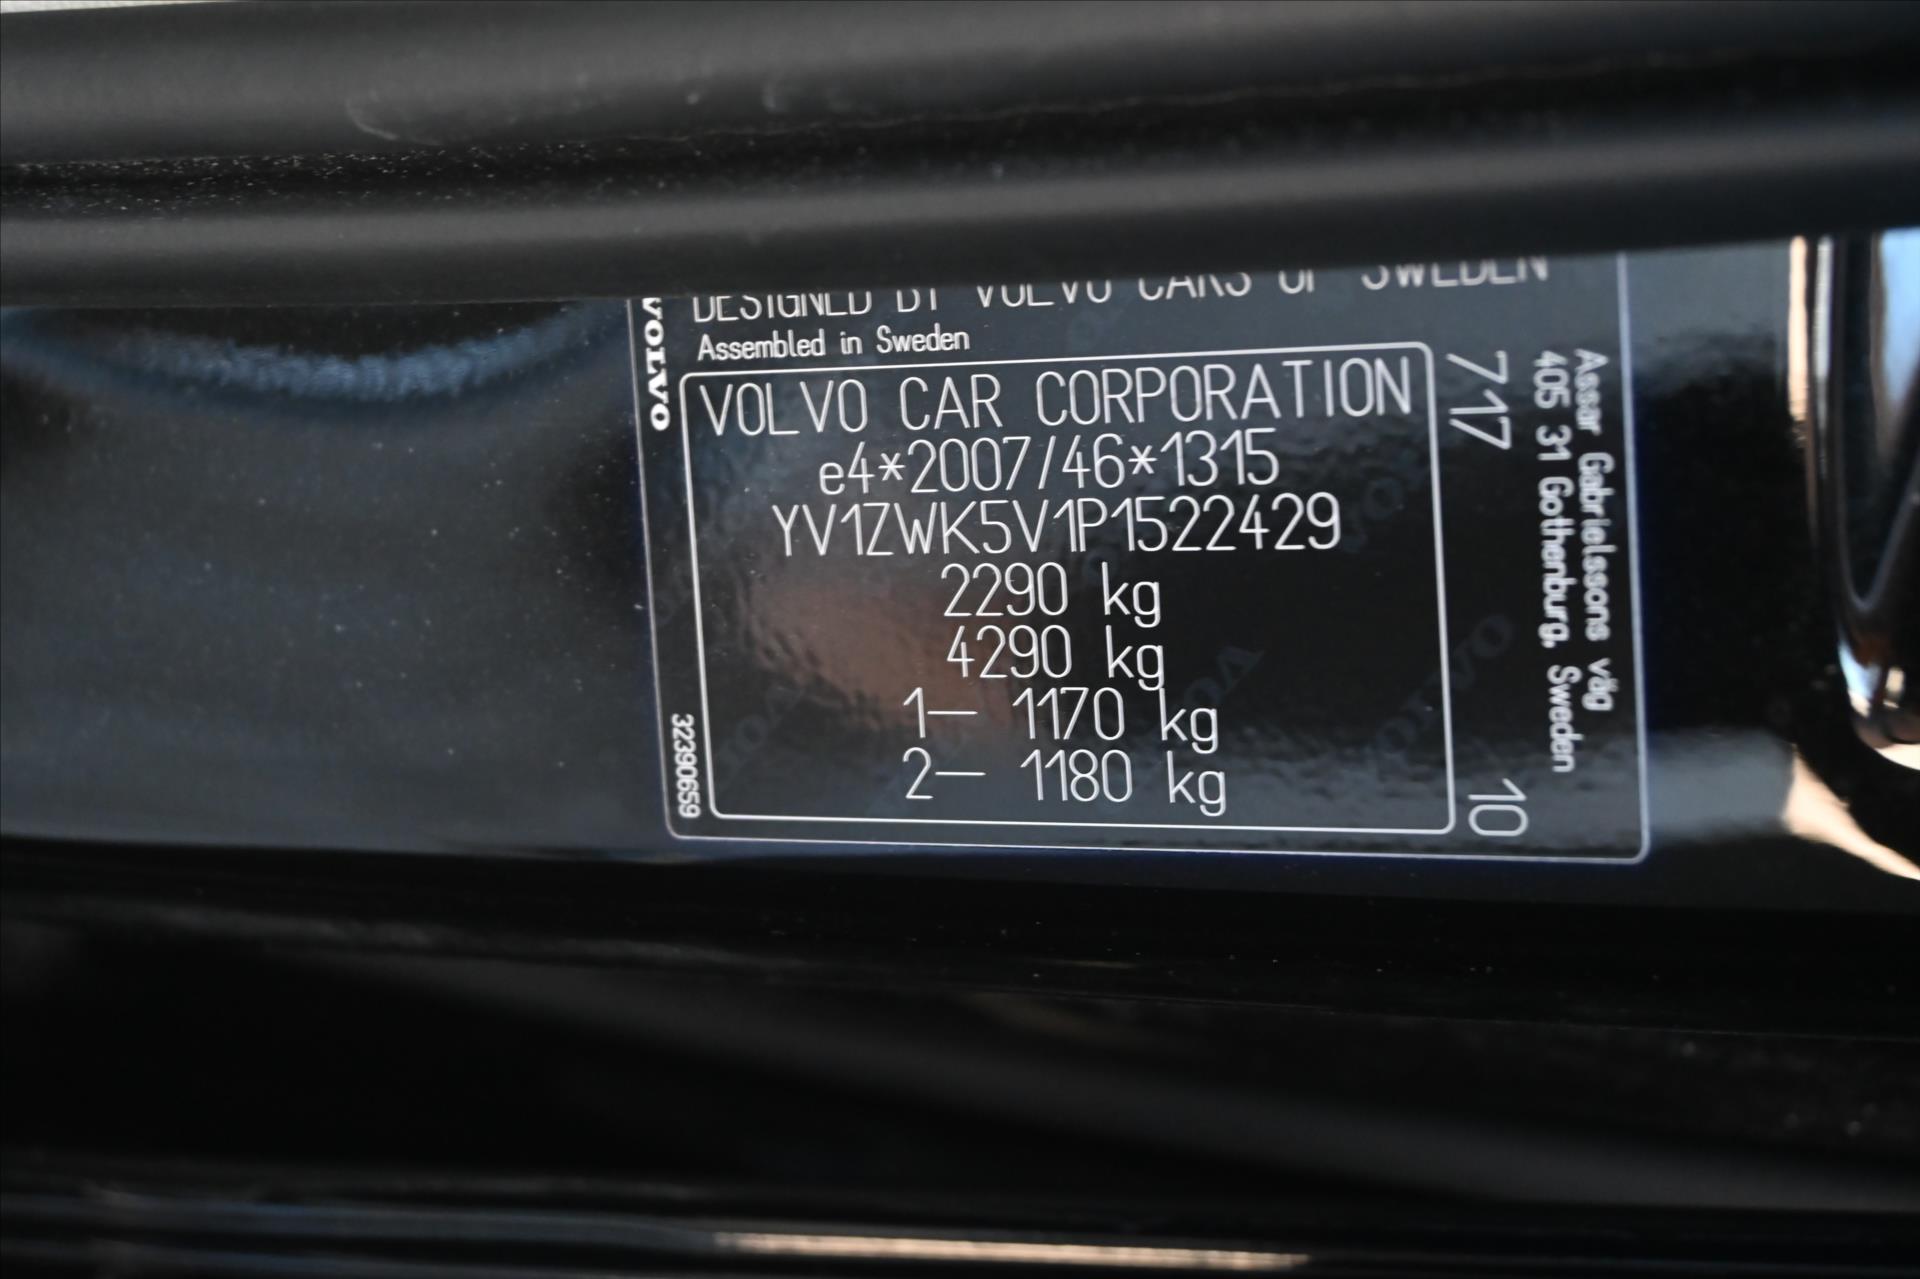 DESIGNED BY VOLVO CARS OF SWEDEN
Assembled in Sweden
VOLVO
VOLVO CAR CORPORATION
e4*2007/46*1315
YV1ZWK5V1P1522429
2290 kg
4290 kg
1- 1170 kg
2- 1180 kg
32390659
717
10
Assar Gabrielssons väg
405 31 Gothenburg, Sweden